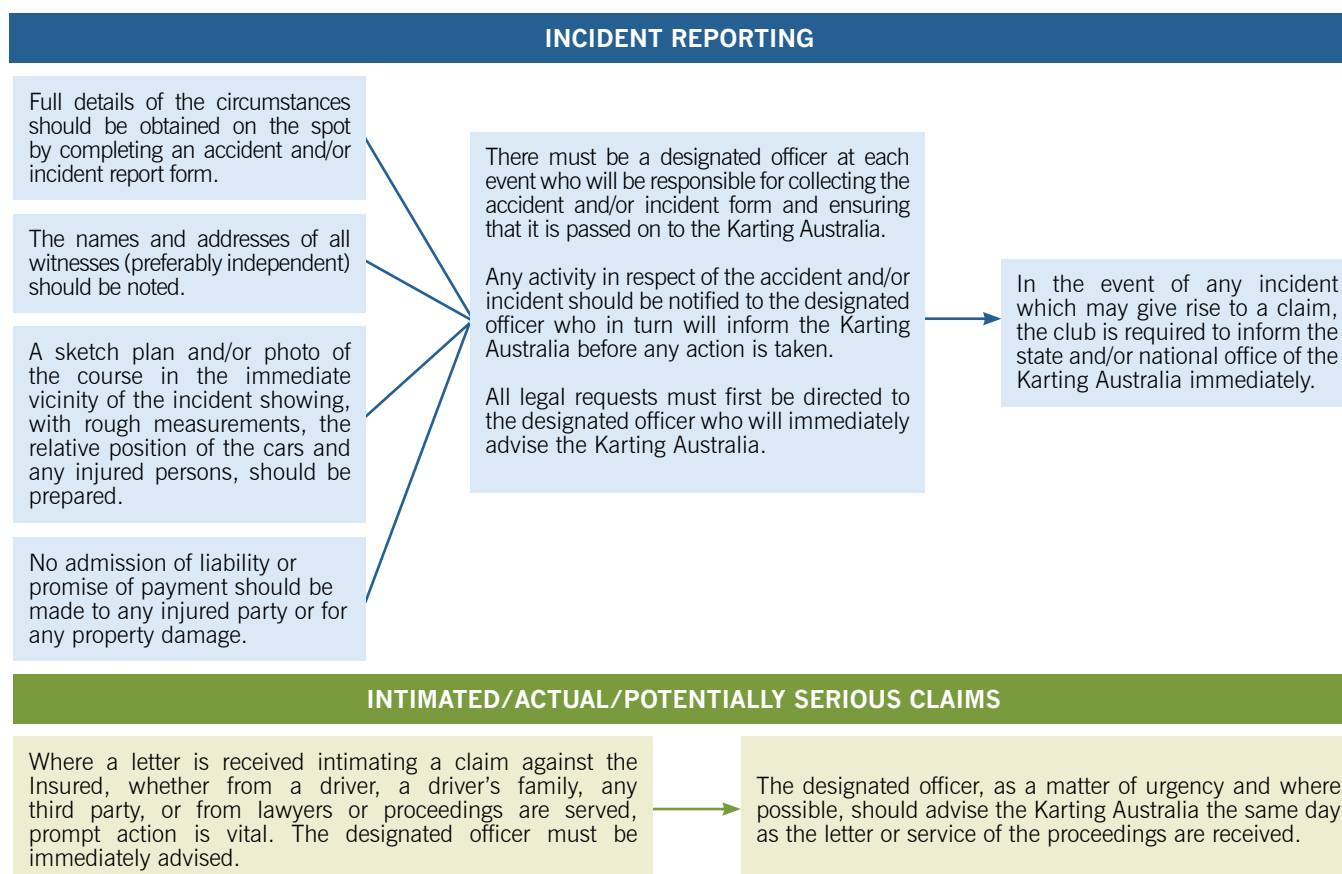 INCIDENT REPORTING
Full details of the circumstances
should be obtained on the spot
by completing an accident and/or
incident report form.
The names and addresses of all
witnesses (preferably independent)
should be noted.
A sketch plan and/or photo of
the course in the immediate
vicinity of the incident showing,
with rough measurements, the
relative position of the cars and
any injured persons, should be
prepared.
No admission of liability or
promise of payment should be
made to any injured party or for
any property damage.
There must be a designated officer at each
event who will be responsible for collecting the
accident and/or incident form and ensuring
that it is passed on to the Karting Australia.
Any activity in respect of the accident and/or
incident should be notified to the designated
officer who in turn will inform the Karting
Australia before any action is taken.
All legal requests must first be directed to
the designated officer who will immediately
advise the Karting Australia.
In the event of any incident
which may give rise to a claim,
the club is required to inform the
state and/or national office of the
Karting Australia immediately.
INTIMATED/ACTUAL/POTENTIALLY SERIOUS CLAIMS
Where a letter is received intimating a claim against the
Insured, whether from a driver, a driver's family, any
third party, or from lawyers or proceedings are served,
prompt action is vital. The designated officer must be
immediately advised.
The designated officer, as a matter of urgency and where
possible, should advise the Karting Australia the same day
as the letter or service of the proceedings are received.